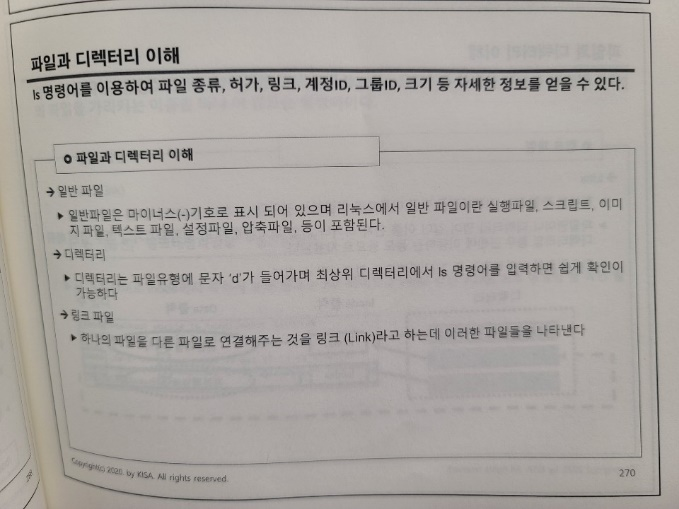 파일과 디렉터리 이해
ls 명령어를 이용하여 파일 종류, 허가, 링크, 계정ID, 그룹ID, 크기 등 자세한 정보를 얻을 수 있다.
파일과 디렉터리 이해
→ 일반 파일
▶ 일반파일은 마이너스(-)기호로 표시 되어 있으며 리눅스에서 일반 파일이란 실행파일, 스크립트, 이미
지 파일, 텍스트 파일, 설정파일, 압축파일, 등이 포함된다.
→ 디렉터리
▶ 디렉터리는 파일유형에 문자 'd'가 들어가며 최상위 디렉터리에서 ls 명령어를 입력하면 쉽게 확인이
가능하다
→ 링크 파일
▶ 하나의 파일을 다른 파일로 연결해주는 것을 링크 (Link)라고 하는데 이러한 파일들을 나타낸다
Copyright(c) 2020. by KISA. All rights reserved.
270